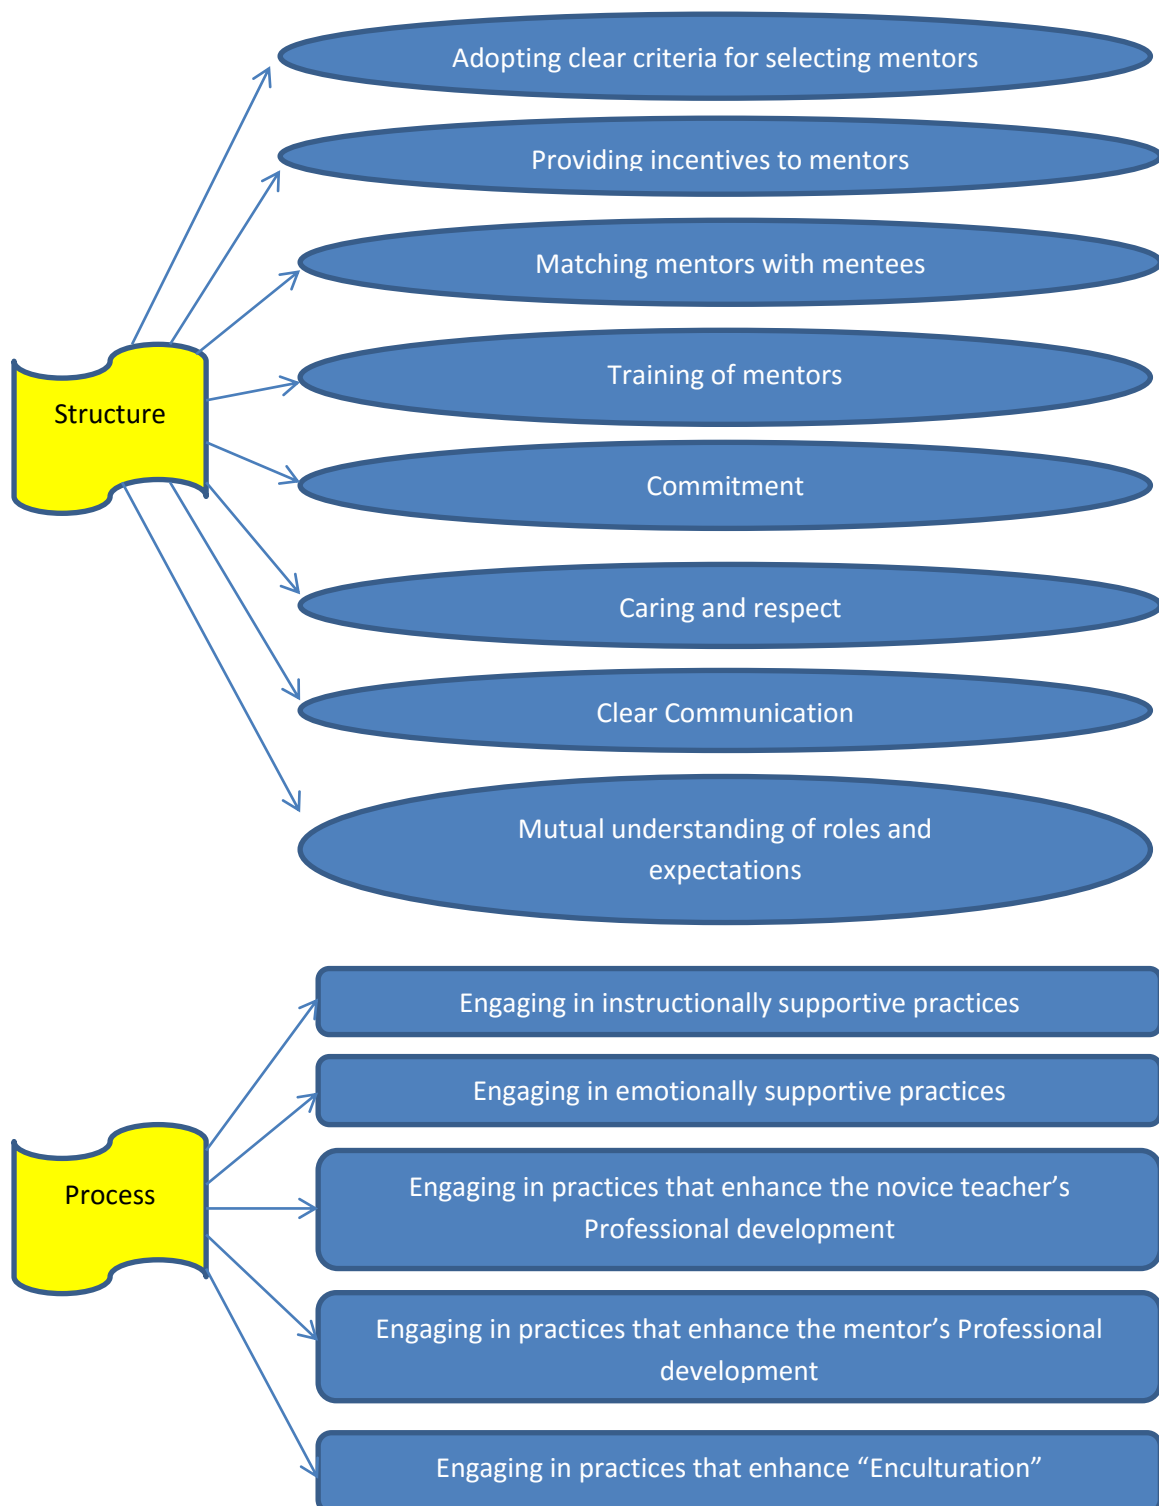 Adopting clear criteria for selecting mentors
Providing incentives to mentors
Matching mentors with mentees
Training of mentors
Structure
Commitment
Caring and respect
Clear Communication
Mutual understanding of roles and
expectations
Engaging in instructionally supportive practices
Engaging in emotionally supportive practices
Process
Engaging in practices that enhance the novice teacher’s
Professional development
Engaging in practices that enhance the mentor’s Professional
development
Engaging in practices that enhance “Enculturation”